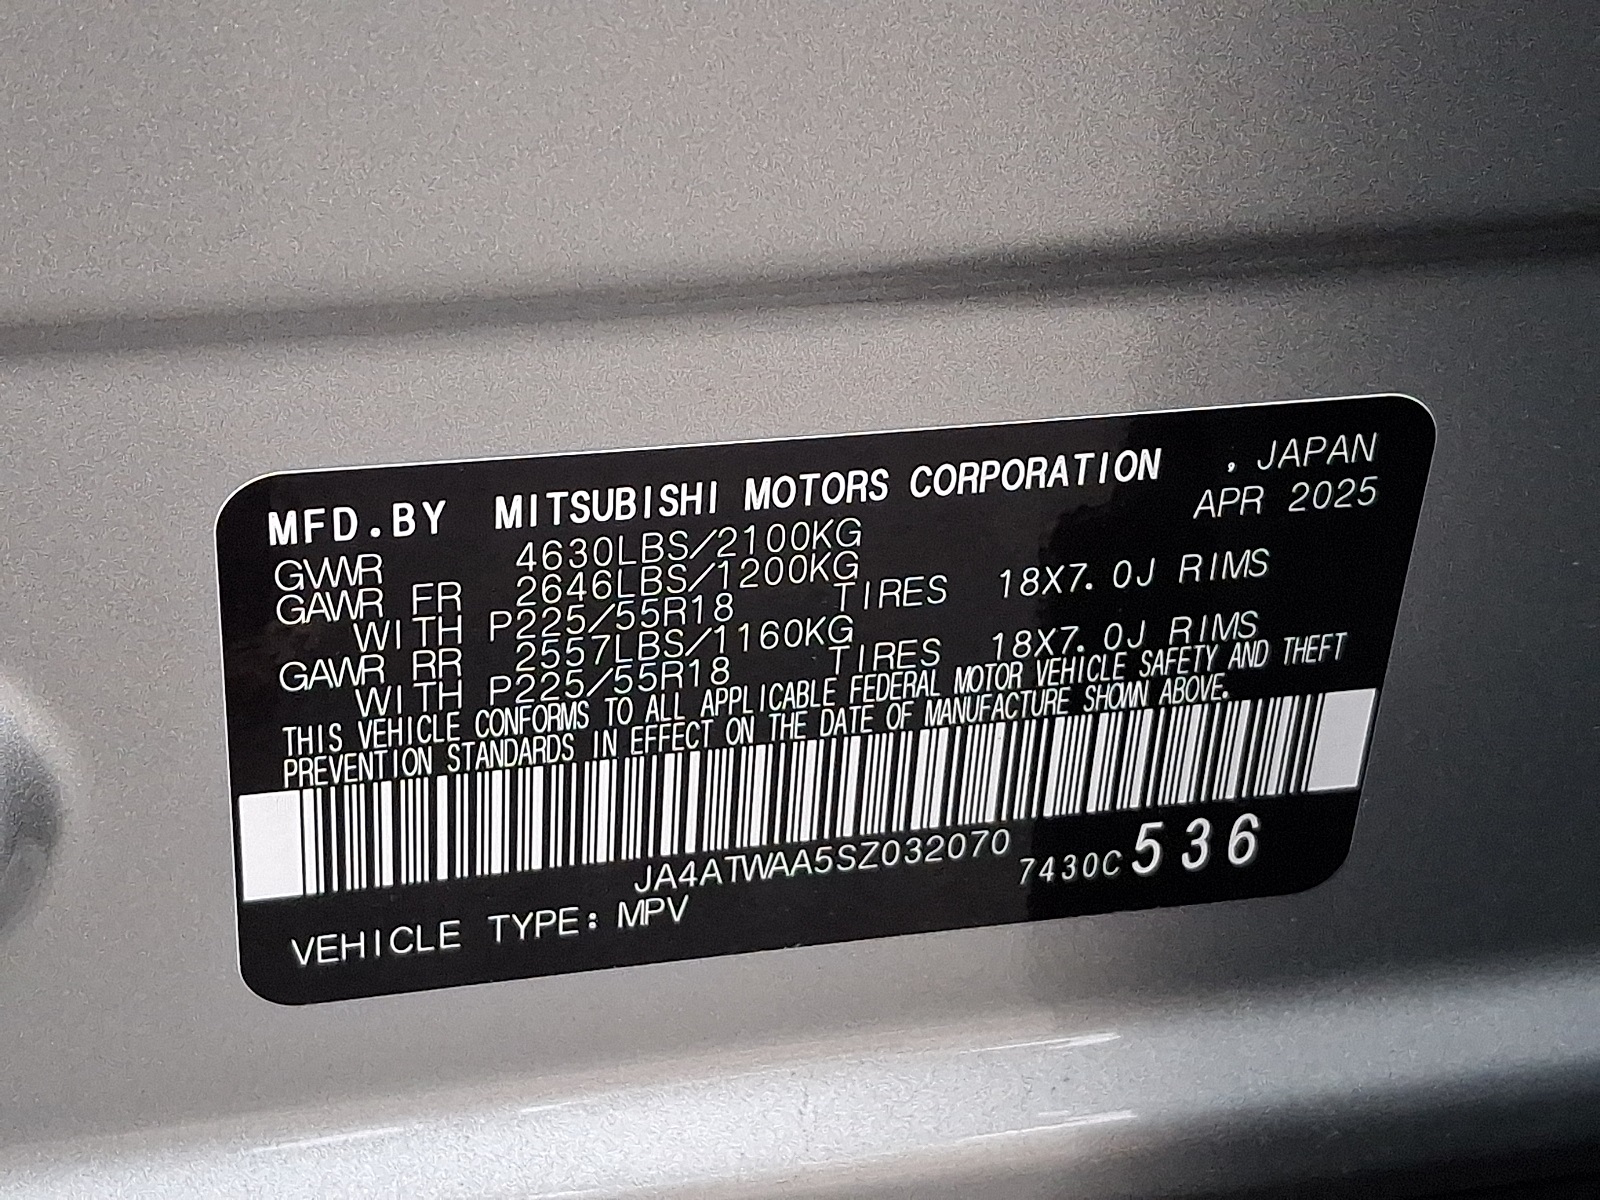 MFD.BY MITSUBISHI MOTORS CORPORATION , JAPAN
APR 2025
GVWR 4630LBS/2100KG
GAWR FR 2646LBS/1200KG
WITH P225/55R18 TIRES 18X7.0J RIMS
GAWR RR 2557LBS/1160KG
WITH P225/55R18 TIRES 18X7.0J RIMS
THIS VEHICLE CONFORMS TO ALL APPLICABLE FEDERAL MOTOR VEHICLE SAFETY AND THEFT
PREVENTION STANDARDS IN EFFECT ON THE DATE OF MANUFACTURE SHOWN ABOVE.
JA4ATWAA5SZ032070 7430C 536
VEHICLE TYPE: MPV